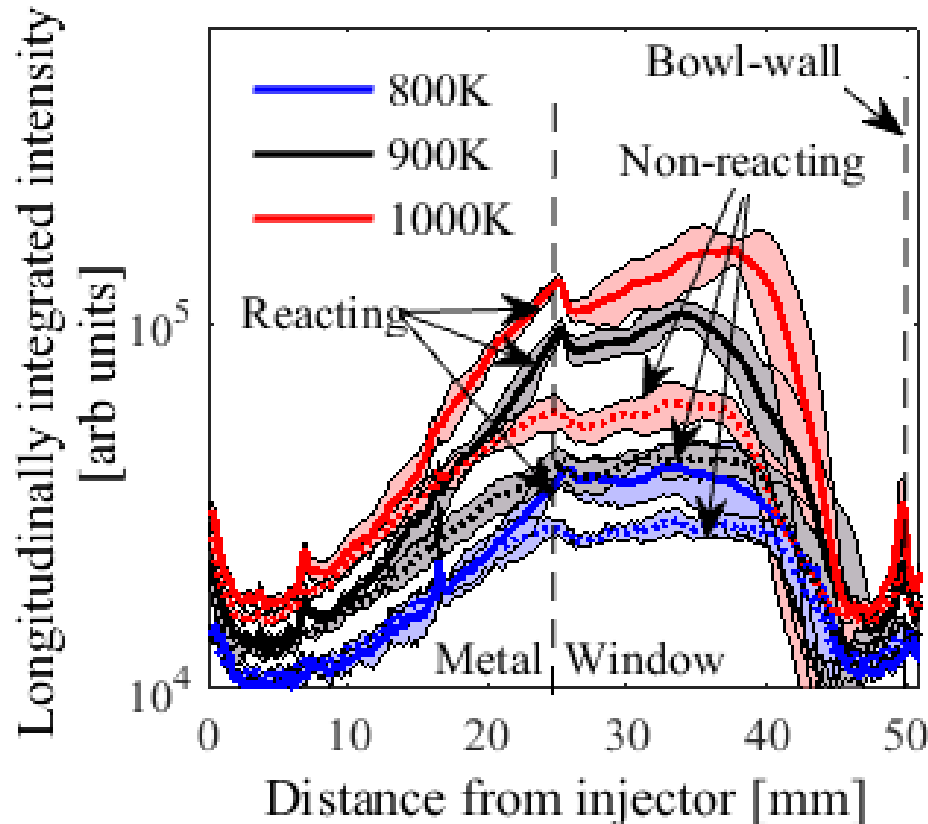 Longitudinally integrated intensity
[arb units]
10^5
10^4
800K
900K
1000K
Bowl-wall
Non-reacting
Reacting
Metal
Window
0 10 20 30 40 50
Distance from injector [mm]